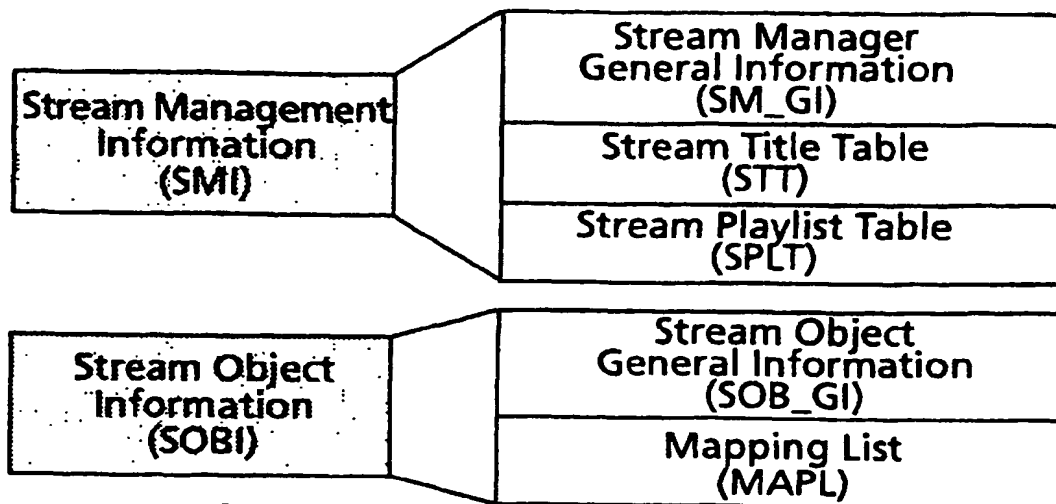 Stream Management
Information
(SMI)
Stream Manager
General Information
(SM_GI)
Stream Title Table
(STT)
Stream Playlist Table
(SPLT)
Stream Object
Information
(SOBI)
Stream Object
General Information
(SOB_GI)
Mapping List
(MAPL)